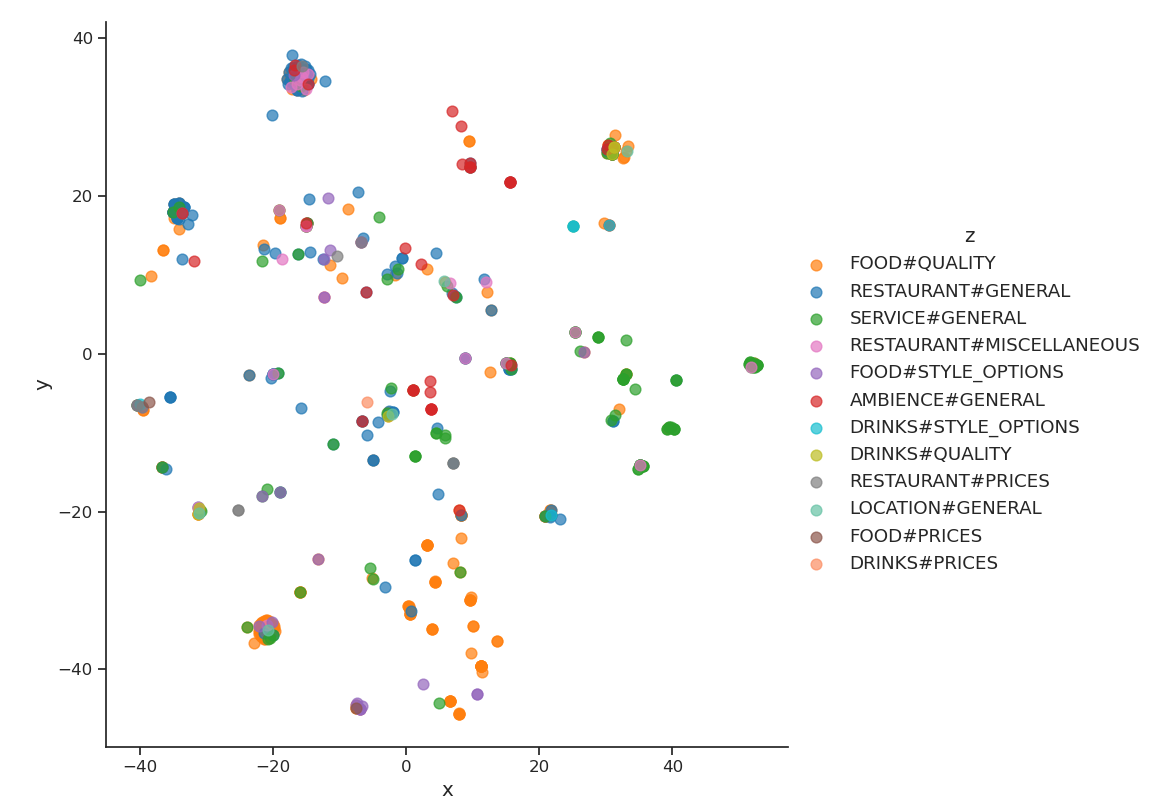 40
20
0
−20
−40
y
−40
−20
0
20
40
x
z
FOOD#QUALITY
RESTAURANT#GENERAL
SERVICE#GENERAL
RESTAURANT#MISCELLANEOUS
FOOD#STYLE_OPTIONS
AMBIENCE#GENERAL
DRINKS#STYLE_OPTIONS
DRINKS#QUALITY
RESTAURANT#PRICES
LOCATION#GENERAL
FOOD#PRICES
DRINKS#PRICES